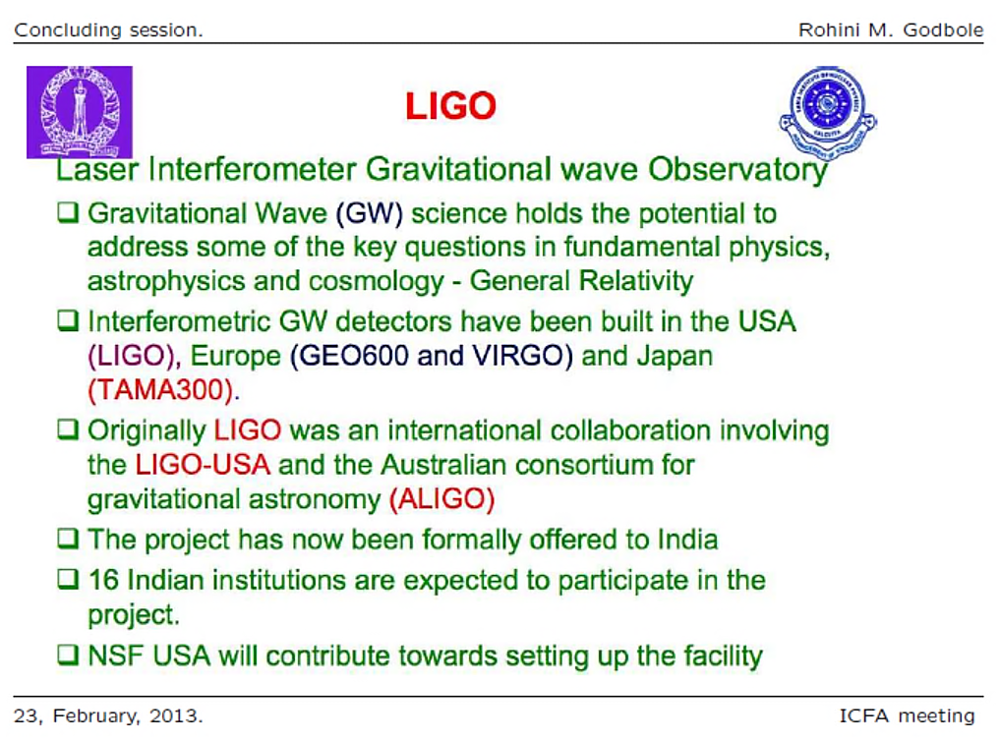 Concluding session. Rohini M. Godbole
LIGO
Laser Interferometer Gravitational wave Observatory
❑ Gravitational Wave (GW) science holds the potential to
address some of the key questions in fundamental physics,
astrophysics and cosmology - General Relativity
❑ Interferometric GW detectors have been built in the USA
(LIGO), Europe (GEO600 and VIRGO) and Japan
(TAMA300).
❑ Originally LIGO was an international collaboration involving
the LIGO-USA and the Australian consortium for
gravitational astronomy (ALIGO)
❑ The project has now been formally offered to India
❑ 16 Indian institutions are expected to participate in the
project.
❑ NSF USA will contribute towards setting up the facility
23, February, 2013. ICFA meeting